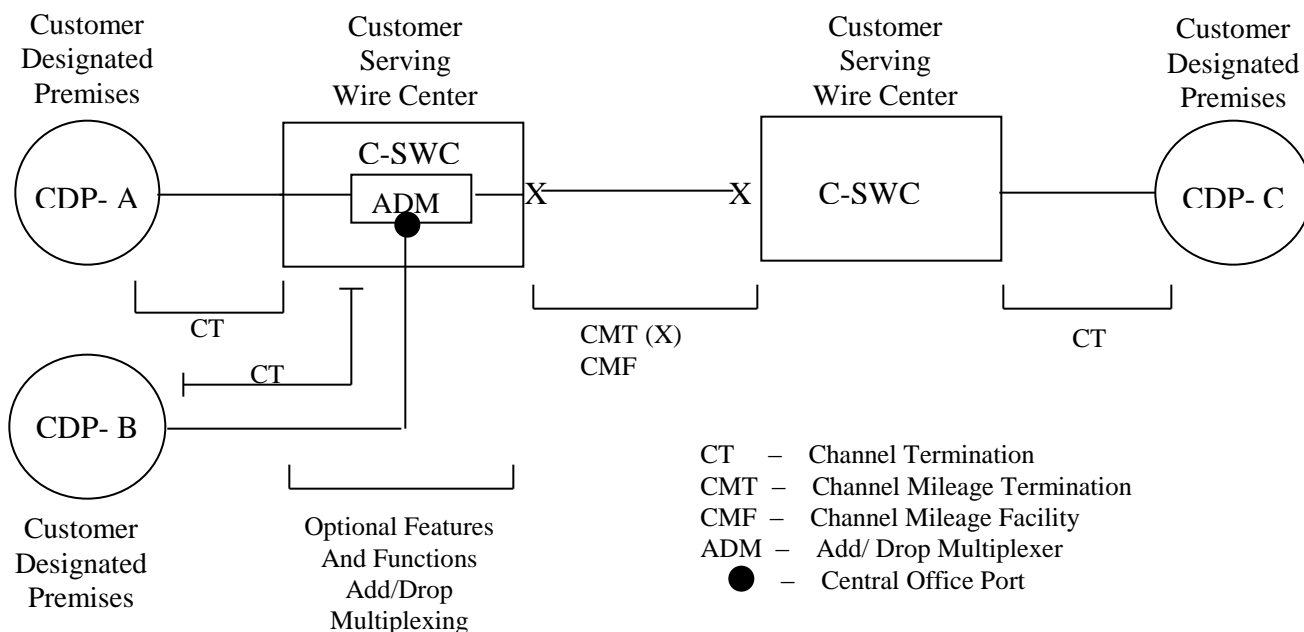 Customer
Designated
Premises
Customer
Serving
Wire Center
Customer
Serving
Wire Center
Customer
Designated
Premises
C-SWC
ADM
CDP- A
X
X
C-SWC
CDP- C
CT
CMT (X)
CMF
CT
CT
CDP- B
Customer
Designated
Premises
Optional Features
And Functions
Add/Drop
Multiplexing
CT – Channel Termination
CMT – Channel Mileage Termination
CMF – Channel Mileage Facility
ADM – Add/ Drop Multiplexer
– Central Office Port